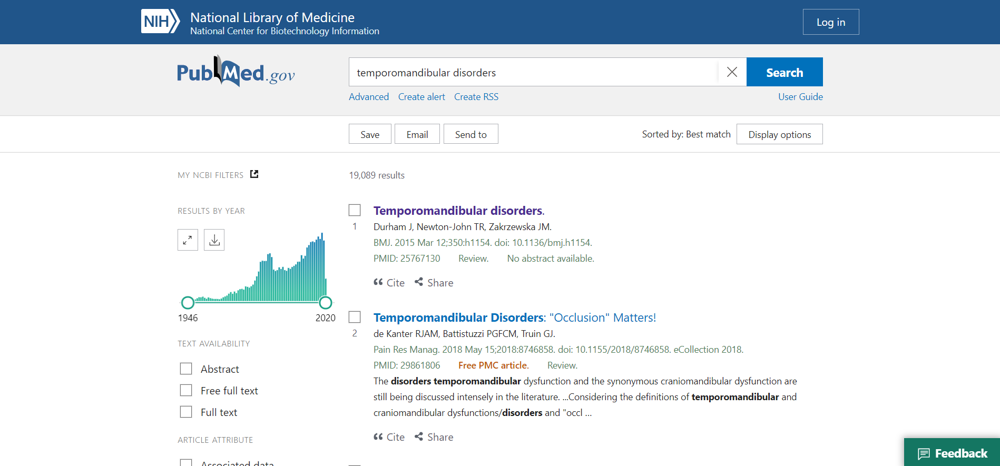 NIH
National Library of Medicine
National Center for Biotechnology Information
Log in
PubMed.gov
temporomandibular disorders
Search
Advanced Create alert Create RSS User Guide
Save Email Send to Sorted by: Best match Display options
MY NCBI FILTERS
19,089 results
RESULTS BY YEAR
1946 2020
TEXT AVAILABILITY
Abstract
Free full text
Full text
ARTICLE ATTRIBUTE
Associated data
1
Temporomandibular disorders.
Durham J, Newton-John TR, Zakrzewska JM.
BMJ. 2015 Mar 12;350:h1154. doi: 10.1136/bmj.h1154.
PMID: 25767130 Review. No abstract available.
Cite Share
2
Temporomandibular Disorders: "Occlusion" Matters!
de Kanter RJAM, Battistuzzi PGFCM, Truin GJ.
Pain Res Manag. 2018 May 15;2018:8746858. doi: 10.1155/2018/8746858. eCollection 2018.
PMID: 29861806 Free PMC article. Review.
The disorders temporomandibular dysfunction and the synonymous craniomandibular dysfunction are
still being discussed intensely in the literature. ...Considering the definitions of temporomandibular and
craniomandibular dysfunctions/disorders and "occl ...
Cite Share
Feedback